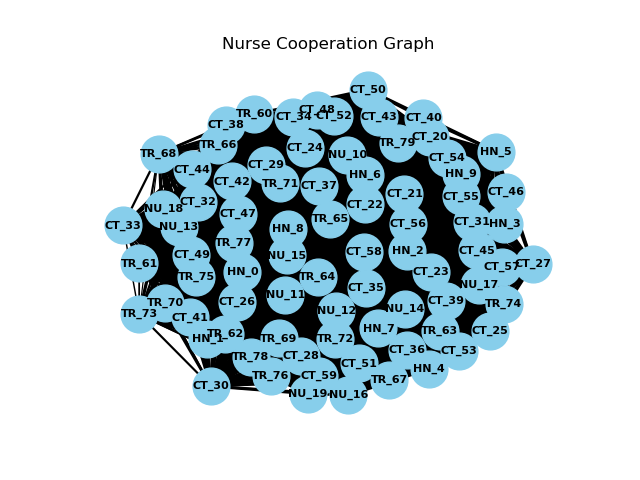 Nurse Cooperation Graph
CT_50
CT_48
TR_60
CT_34
CT_52
CT_43
CT_40
CT_38
CT_20
TR_66
CT_24
TR_79
TR_68
NU_10
CT_54
HN_5
CT_44
CT_29
HN_6
HN_9
CT_42
TR_71
CT_37
CT_21
CT_55
CT_46
CT_32
CT_22
NU_18
CT_47
TR_65
CT_33
NU_13
HN_8
CT_56
CT_31
HN_3
TR_77
CT_49
NU_15
CT_58
HN_2
CT_45
TR_61
CT_57
CT_27
TR_75
HN_0
TR_64
CT_23
NU_17
CT_35
TR_70
CT_26
NU_11
CT_39
TR_74
TR_73
CT_41
NU_12
NU_14
HN_1
TR_62
TR_69
TR_72
HN_7
TR_63
CT_25
TR_78
CT_28
CT_51
CT_36
CT_53
TR_76
CT_59
TR_67
HN_4
CT_30
NU_19
NU_16